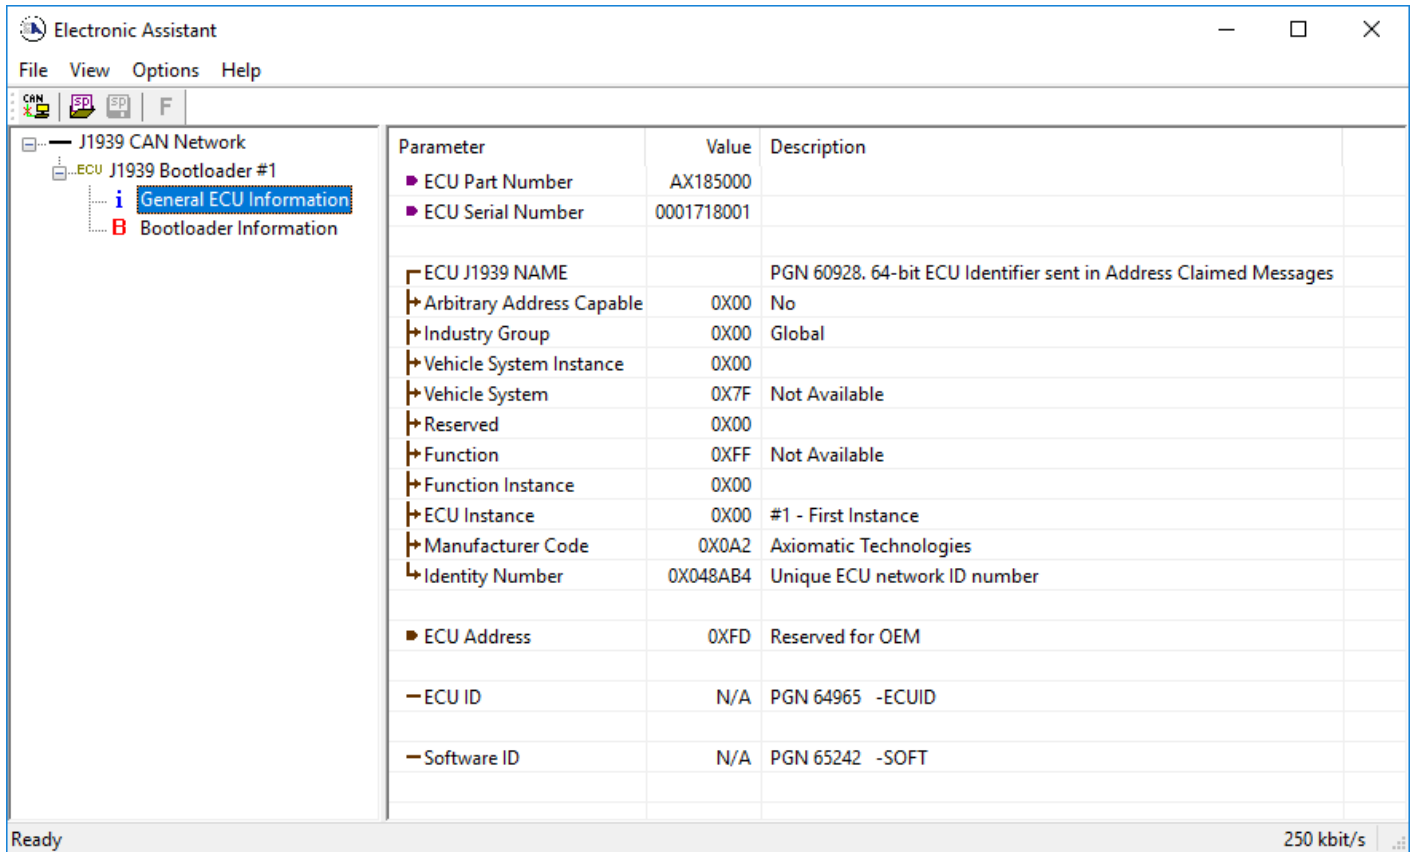 Electronic Assistant
File View Options Help
CAN SP SP F
J1939 CAN Network
ECU J1939 Bootloader #1
i General ECU Information
B Bootloader Information
Parameter Value Description
ECU Part Number AX185000
ECU Serial Number 0001718001
ECU J1939 NAME PGN 60928. 64-bit ECU Identifier sent in Address Claimed Messages
Arbitrary Address Capable 0X00 No
Industry Group 0X00 Global
Vehicle System Instance 0X00
Vehicle System 0X7F Not Available
Reserved 0X00
Function 0XFF Not Available
Function Instance 0X00
ECU Instance 0X00 #1 - First Instance
Manufacturer Code 0X0A2 Axiomatic Technologies
Identity Number 0X048AB4 Unique ECU network ID number
ECU Address 0XFD Reserved for OEM
ECU ID N/A PGN 64965 -ECUID
Software ID N/A PGN 65242 -SOFT
Ready 250 kbit/s